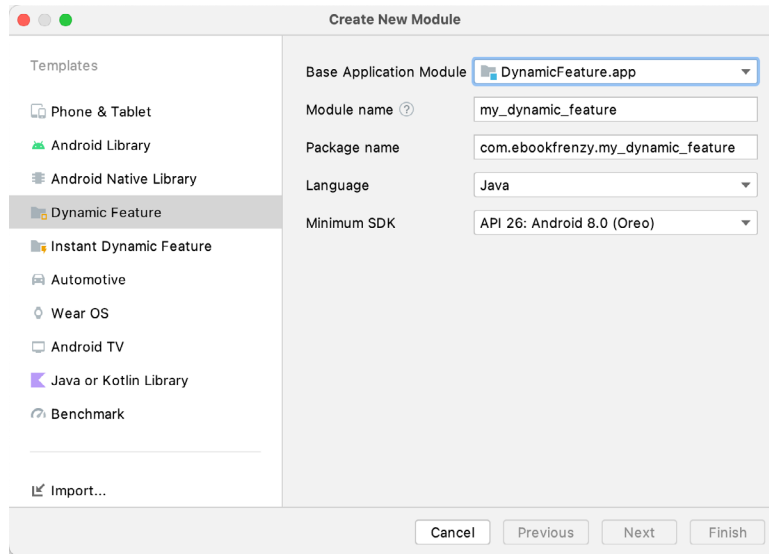 Create New Module
Templates
Phone & Tablet
Android Library
Android Native Library
Dynamic Feature
Instant Dynamic Feature
Automotive
Wear OS
Android TV
Java or Kotlin Library
Benchmark
Import...
Base Application Module DynamicFeature.app
Module name ? my_dynamic_feature
Package name com.ebookfrenzy.my_dynamic_feature
Language Java
Minimum SDK API 26: Android 8.0 (Oreo)
Cancel Previous Next Finish